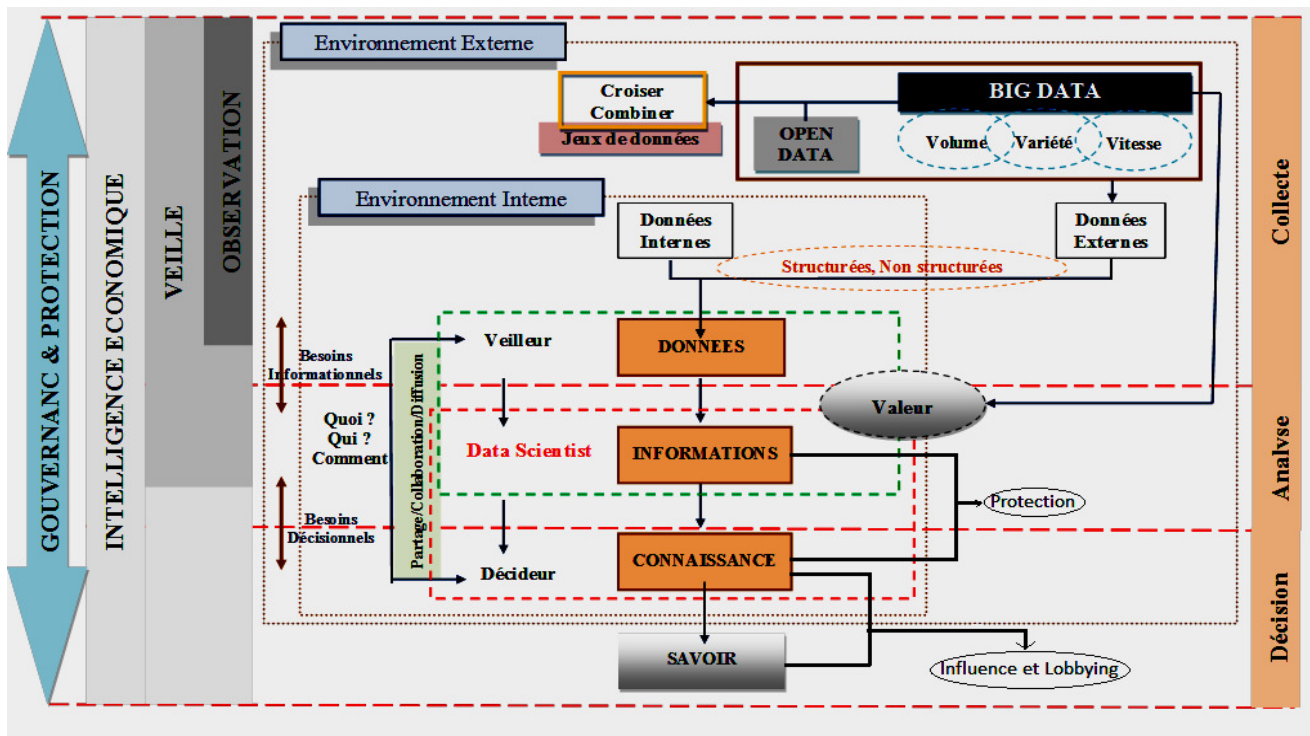 Environnement Externe
Croiser
Combiner
Jeux de données
BIG DATA
OPEN
DATA
Volume
Variété
Vitesse
Environnement Interne
Données
Internes
Données
Externes
Structurées, Non structurées
GOUVERNANC & PROTECTION
INTELLIGENCE ECONOMIQUE
VEILLE
OBSERVATION
Collecte
Analyse
Décision
Besoins
Informationnels
Quoi ?
Qui ?
Comment
Besoins
Décisionnels
Partage/Collaboration/Diffusion
Veilleur
Data Scientist
Décideur
DONNEES
Valeur
INFORMATIONS
Protection
CONNAISSANCE
SAVOIR
Influence et Lobbying